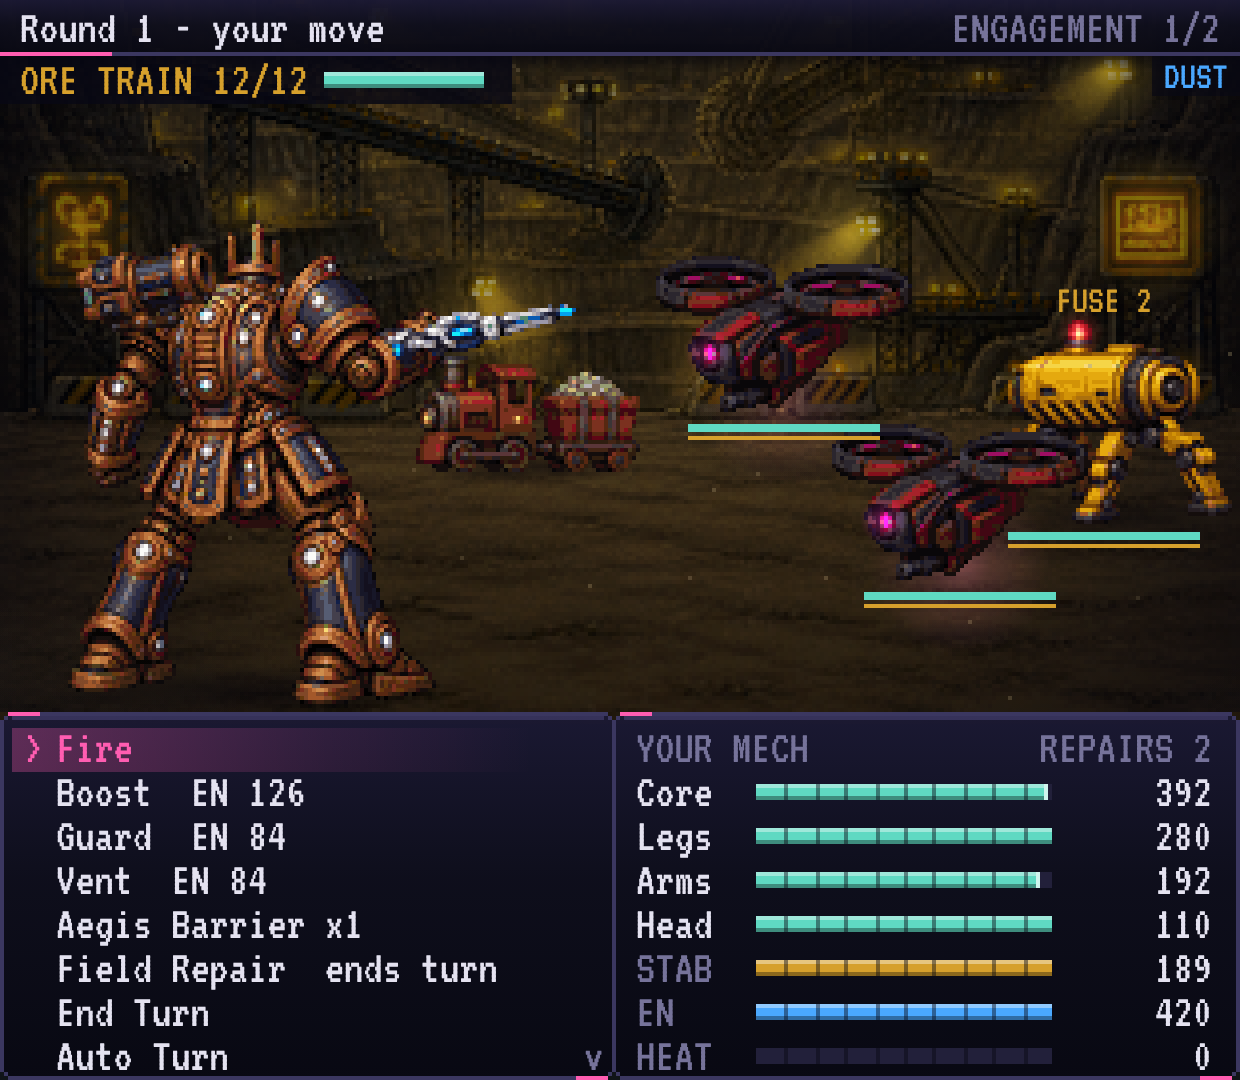 Round 1 - your move
ENGAGEMENT 1/2
ORE TRAIN 12/12
DUST
FUSE 2
> Fire
Boost EN 126
Guard EN 84
Vent EN 84
Aegis Barrier x1
Field Repair ends turn
End Turn
Auto Turn v
YOUR MECH REPAIRS 2
Core 392
Legs 280
Arms 192
Head 110
STAB 189
EN 420
HEAT 0